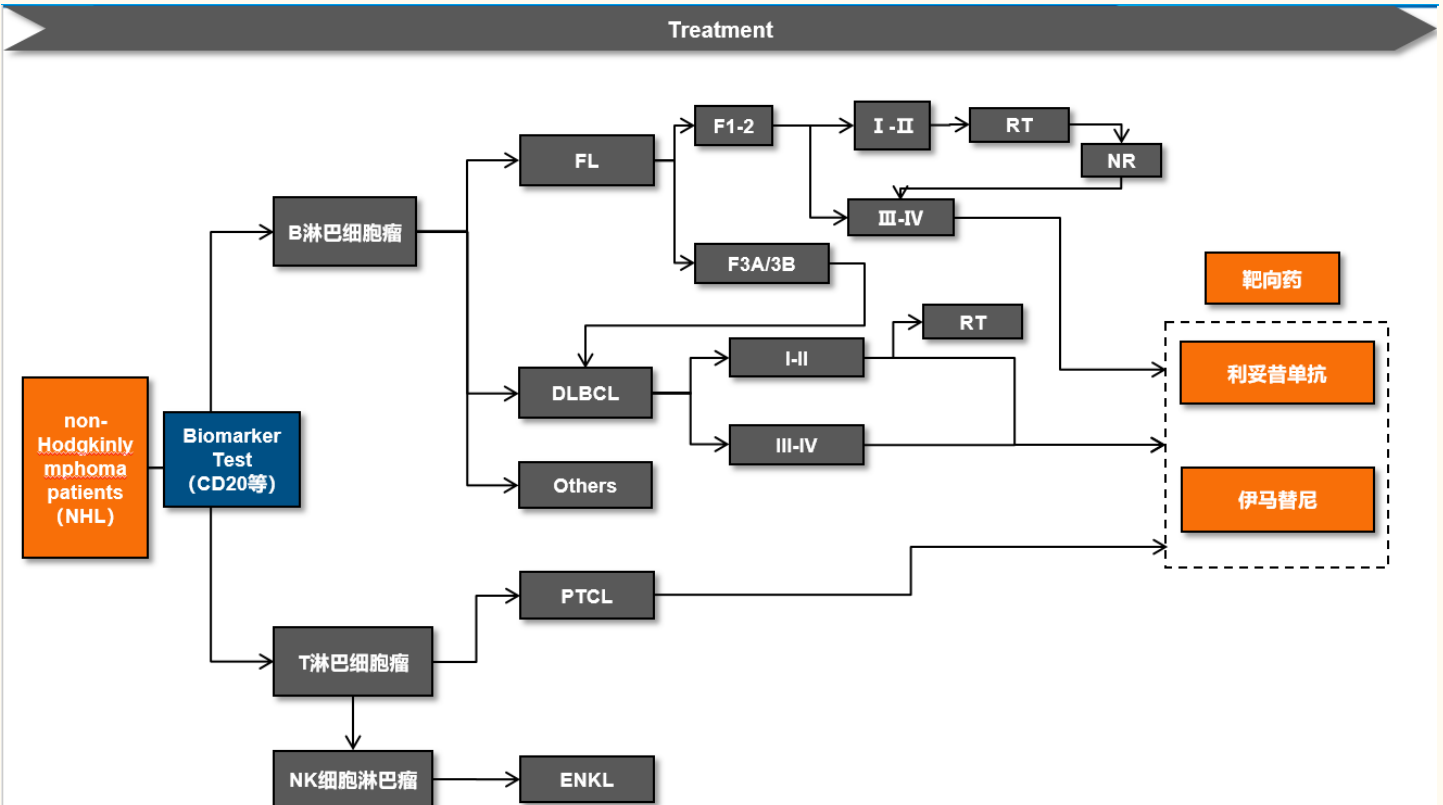 Treatment
F1-2
Ⅰ-Ⅱ
RT
FL
NR
B淋巴细胞瘤
Ⅲ-Ⅳ
F3A/3B
靶向药
RT
I-II
利妥昔单抗
DLBCL
non-
Hodgkinly
mphoma
patients
（NHL）
Biomarker
Test
（CD20等）
III-IV
Others
伊马替尼
PTCL
T淋巴细胞瘤
NK细胞淋巴瘤
ENKL